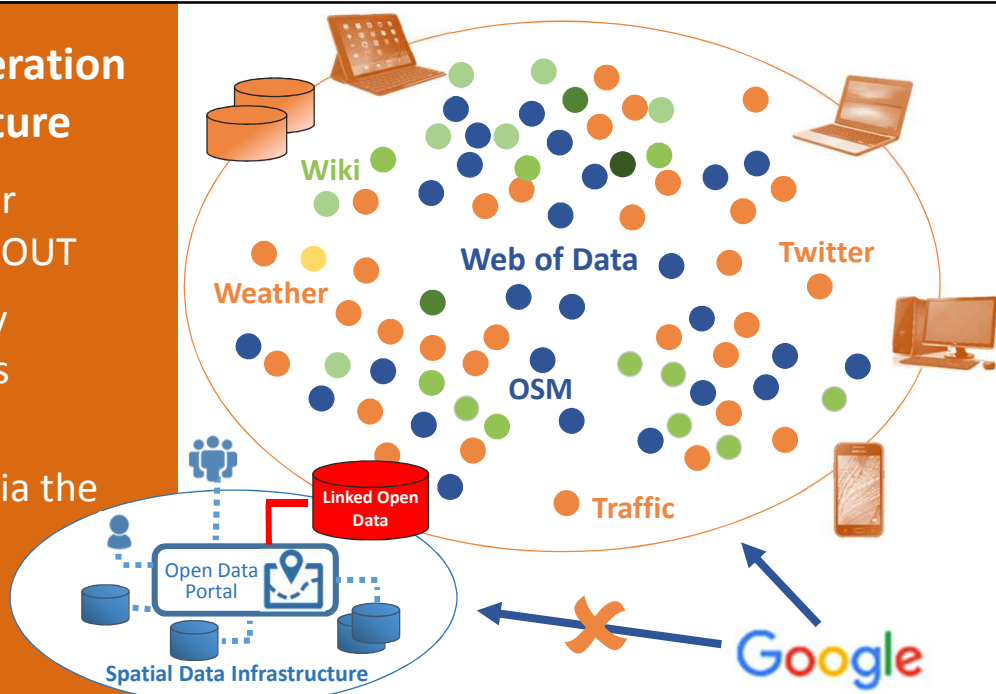 eration
ture
r
OUT
y
s
ia the
Wiki
Web of Data
Twitter
Weather
OSM
Traffic
Linked Open
Data
Open Data
Portal
Spatial Data Infrastructure
Google